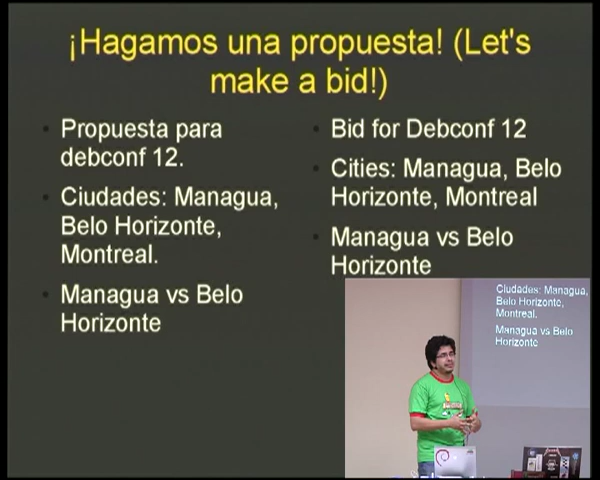 ¡Hagamos una propuesta! (Let's
make a bid!)
Propuesta para
debconf 12.
Ciudades: Managua,
Belo Horizonte,
Montreal.
Managua vs Belo
Horizonte
Bid for Debconf 12
Cities: Managua, Belo
Horizonte, Montreal
Managua vs Belo
Horizonte
Ciudades: Managua,
Belo Horizonte,
Montreal.
Managua vs Belo
Horizonte